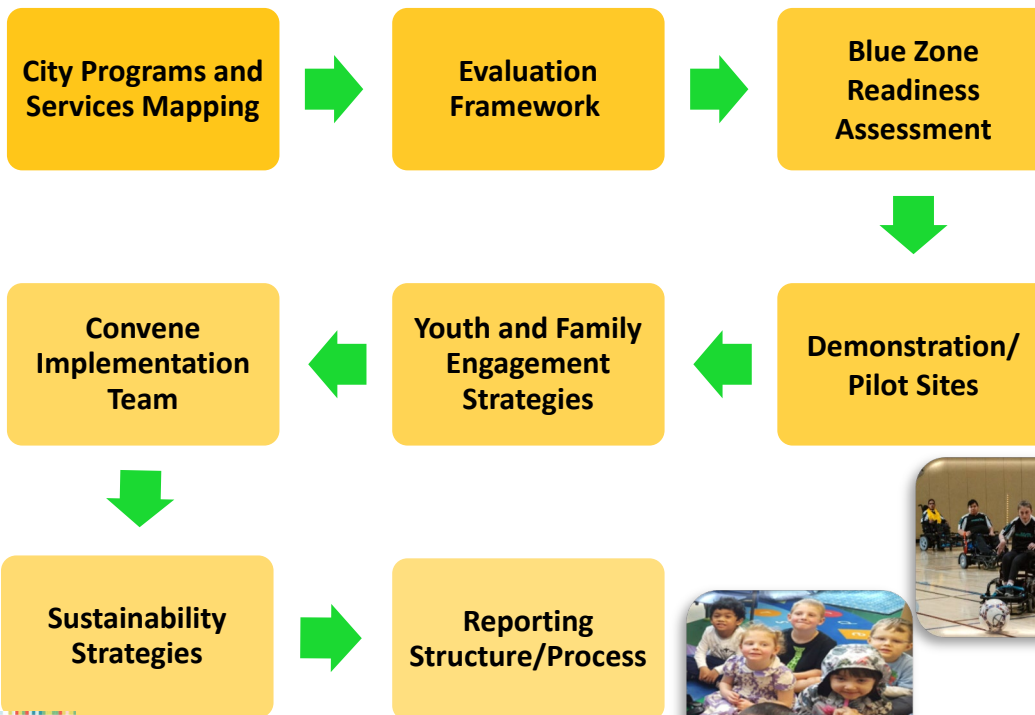 City Programs and
Services Mapping
Evaluation
Framework
Blue Zone
Readiness
Assessment
Demonstration/
Pilot Sites
Youth and Family
Engagement
Strategies
Convene
Implementation
Team
Sustainability
Strategies
Reporting
Structure/Process